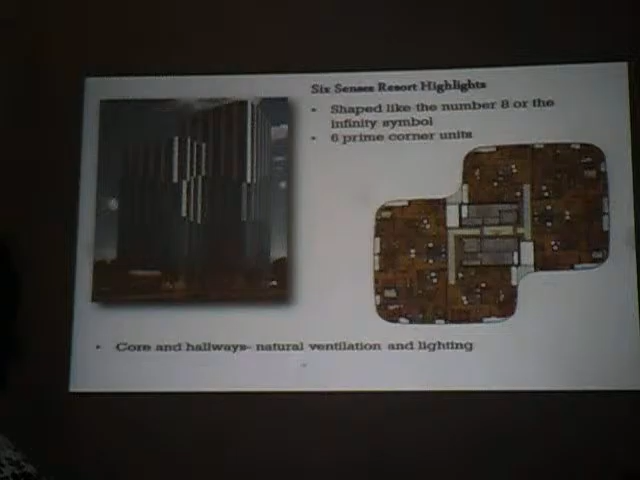 Six Senses Resort Highlights
• Shaped like the number 8 or the
infinity symbol
• 6 prime corner units
• Core and hallways- natural ventilation and lighting